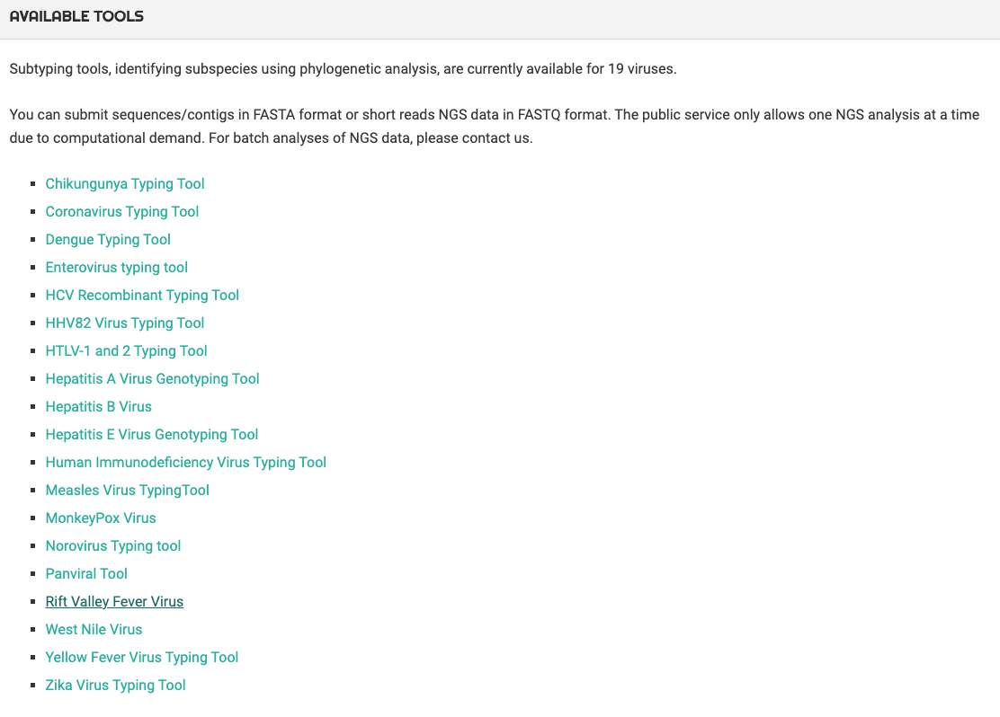 AVAILABLE TOOLS
Subtyping tools, identifying subspecies using phylogenetic analysis, are currently available for 19 viruses.
You can submit sequences/contigs in FASTA format or short reads NGS data in FASTQ format. The public service only allows one NGS analysis at a time
due to computational demand. For batch analyses of NGS data, please contact us.
Chikungunya Typing Tool
Coronavirus Typing Tool
Dengue Typing Tool
Enterovirus typing tool
HCV Recombinant Typing Tool
HHV82 Virus Typing Tool
HTLV-1 and 2 Typing Tool
Hepatitis A Virus Genotyping Tool
Hepatitis B Virus
Hepatitis E Virus Genotyping Tool
Human Immunodeficiency Virus Typing Tool
Measles Virus TypingTool
MonkeyPox Virus
Norovirus Typing tool
Panviral Tool
Rift Valley Fever Virus
West Nile Virus
Yellow Fever Virus Typing Tool
Zika Virus Typing Tool